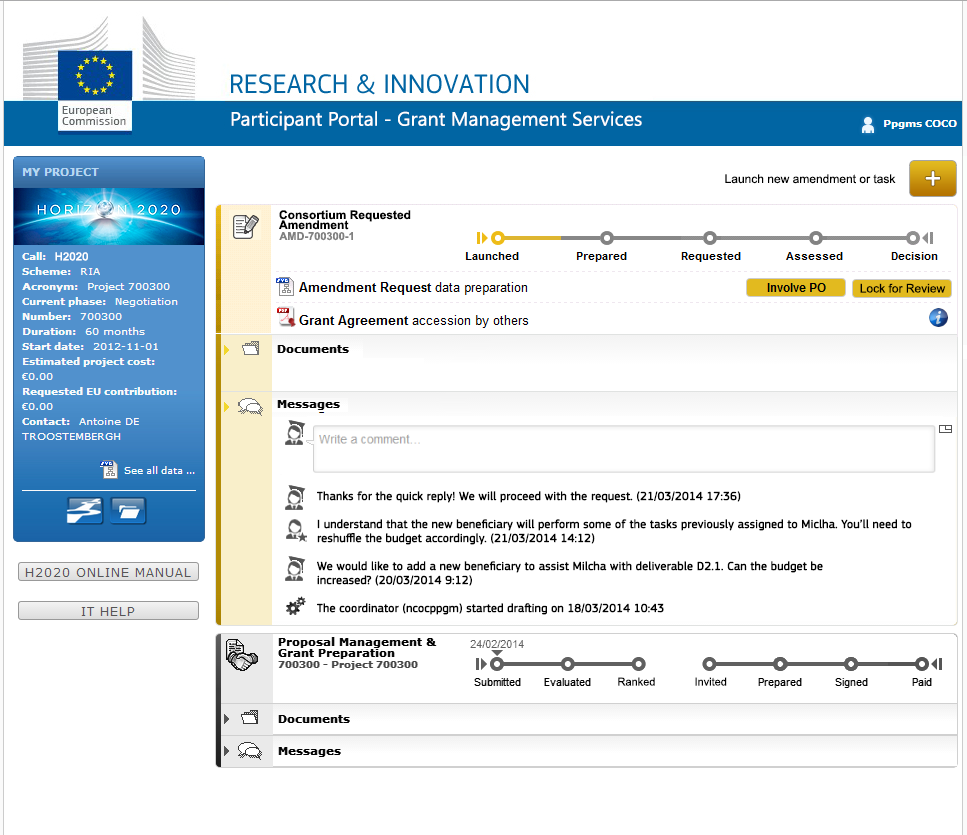 European
Commission
RESEARCH & INNOVATION
Participant Portal - Grant Management Services
Ppgms COCO
MY PROJECT
HORIZON 2020
Call: H2020
Scheme: RIA
Acronym: Project 700300
Current phase: Negotiation
Number: 700300
Duration: 60 months
Start date: 2012-11-01
Estimated project cost:
€0.00
Requested EU contribution:
€0.00
Contact: Antoine DE
TROOSTEMBERGH
See all data ...
H2020 ONLINE MANUAL
IT HELP
Launch new amendment or task +
Consortium Requested
Amendment
AMD-700300-1
Launched Prepared Requested Assessed Decision
Amendment Request data preparation Involve PO Lock for Review
Grant Agreement accession by others
Documents
Messages
Write a comment...
Thanks for the quick reply! We will proceed with the request. (21/03/2014 17:36)
I understand that the new beneficiary will perform some of the tasks previously assigned to Miclha. You'll need to
reshuffle the budget accordingly. (21/03/2014 14:12)
We would like to add a new beneficiary to assist Milcha with deliverable D2.1. Can the budget be
increased? (20/03/2014 9:12)
The coordinator (ncocppgm) started drafting on 18/03/2014 10:43
Proposal Management &
Grant Preparation
700300 - Project 700300
24/02/2014
Submitted Evaluated Ranked Invited Prepared Signed Paid
Documents
Messages